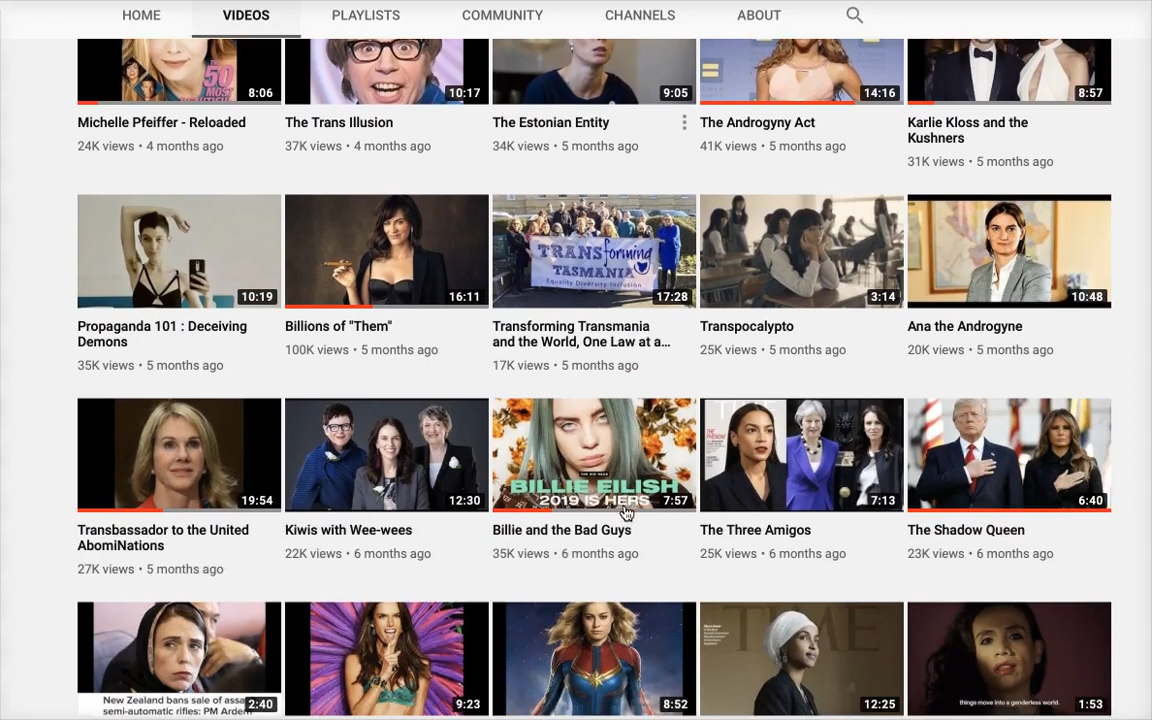 HOME
VIDEOS
PLAYLISTS
COMMUNITY
CHANNELS
ABOUT
50
8:06
10:17
9:05
14:16
8:57
Michelle Pfeiffer - Reloaded
24K views • 4 months ago
The Trans Illusion
37K views • 4 months ago
The Estonian Entity
34K views • 5 months ago
The Androgyny Act
41K views • 5 months ago
Karlie Kloss and the
Kushners
31K views • 5 months ago
TRANSforming
TASMANIA
Equality Diversity Inclusion
10:19
16:11
17:28
3:14
10:48
Propaganda 101 : Deceiving
Demons
35K views • 5 months ago
Billions of "Them"
100K views • 5 months ago
Transforming Transmania
and the World, One Law at a...
17K views • 5 months ago
Transpocalypto
25K views • 5 months ago
Ana the Androgyne
20K views • 5 months ago
BILLIE EILISH
2019 IS HERS
19:54
12:30
7:57
7:13
6:40
Transbassador to the United
AbomiNations
27K views • 5 months ago
Kiwis with Wee-wees
22K views • 6 months ago
Billie and the Bad Guys
35K views • 6 months ago
The Three Amigos
25K views • 6 months ago
The Shadow Queen
23K views • 6 months ago
TIME
New Zealand bans sale of
semi-automatic rifles: PM
2:40
9:23
8:52
12:25
things move into a genderless world.
1:53